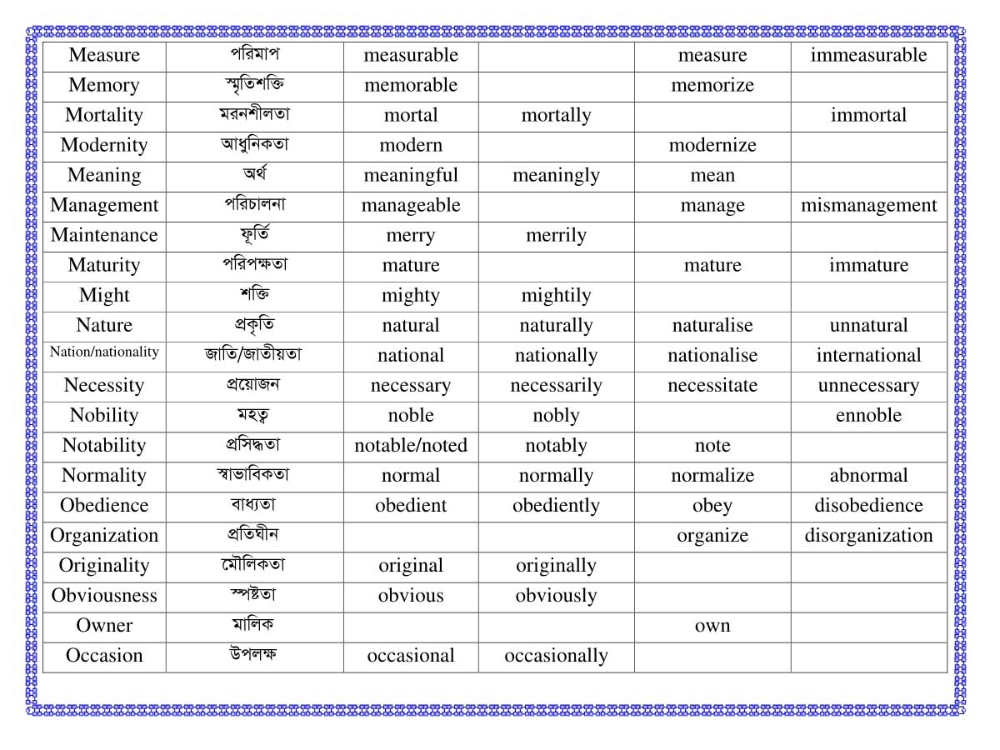 Measure পরিমাপ measurable measure immeasurable
Memory স্মৃতিশক্তি memorable memorize
Mortality মরনশীলতা mortal mortally immortal
Modernity আধুনিকতা modern modernize
Meaning অর্থ meaningful meaningly mean
Management পরিচালনা manageable manage mismanagement
Maintenance ফূর্তি merry merrily
Maturity পরিপক্ষতা mature mature immature
Might শক্তি mighty mightily
Nature প্রকৃতি natural naturally naturalise unnatural
Nation/nationality জাতি/জাতীয়তা national nationally nationalise international
Necessity প্রয়োজন necessary necessarily necessitate unnecessary
Nobility মহত্ব noble nobly ennoble
Notability প্রসিদ্ধতা notable/noted notably note
Normality স্বাভাবিকতা normal normally normalize abnormal
Obedience বাধ্যতা obedient obediently obey disobedience
Organization প্রতিঘীন organize disorganization
Originality মৌলিকতা original originally
Obviousness স্পষ্টতা obvious obviously
Owner মালিক own
Occasion উপলক্ষ occasional occasionally